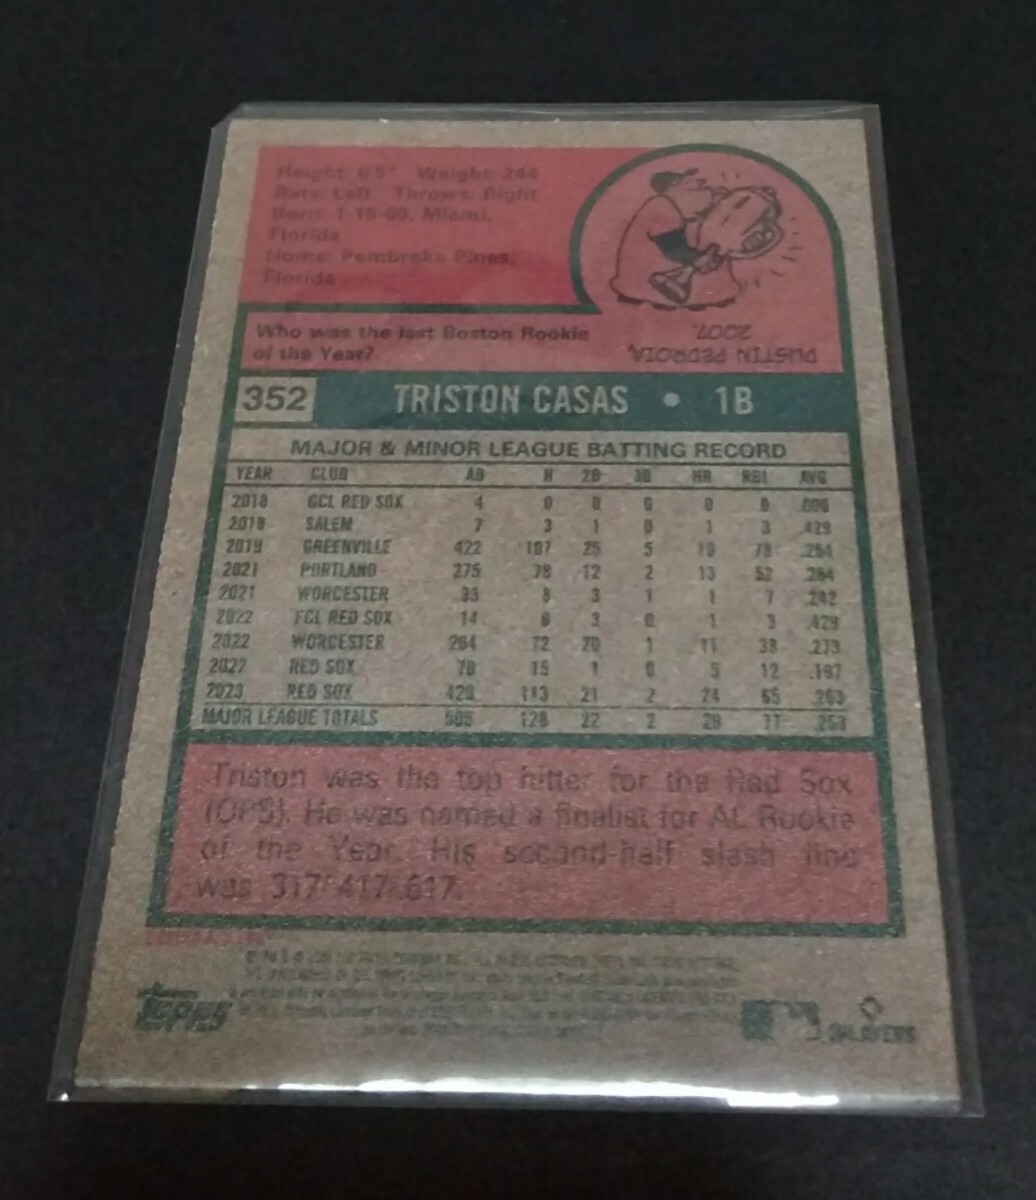 Height: 6'5" Weight: 244
Bats: Left Throws: Right
Born: 1-15-00, Miami,
Florida
Home: Pembroke Pines,
Florida
Who was the last Boston Rookie
of the Year?
DUSTIN PEDROIA,
2007.
352 TRISTON CASAS • 1B
MAJOR & MINOR LEAGUE BATTING RECORD
YEAR CLUB AB H 2B 3B HR RBI AVG
2018 GCL RED SOX 4 0 0 0 0 0 .000
2019 SALEM 7 3 1 0 1 3 .429
2019 GREENVILLE 422 107 25 5 19 78 .254
2021 PORTLAND 275 78 12 2 13 52 .284
2021 WORCESTER 33 8 3 1 1 7 .242
2022 FCL RED SOX 14 6 3 0 1 3 .429
2022 WORCESTER 264 72 20 1 11 38 .273
2022 RED SOX 76 15 1 0 5 12 .197
2023 RED SOX 429 113 21 2 24 65 .263
MAJOR LEAGUE TOTALS 505 128 22 2 29 77 .253
Triston was the top hitter for the Red Sox
(OPS). He was named a finalist for AL Rookie
of the Year. His second-half slash line
was .317/.417/.617.
Topps
PLAYERS